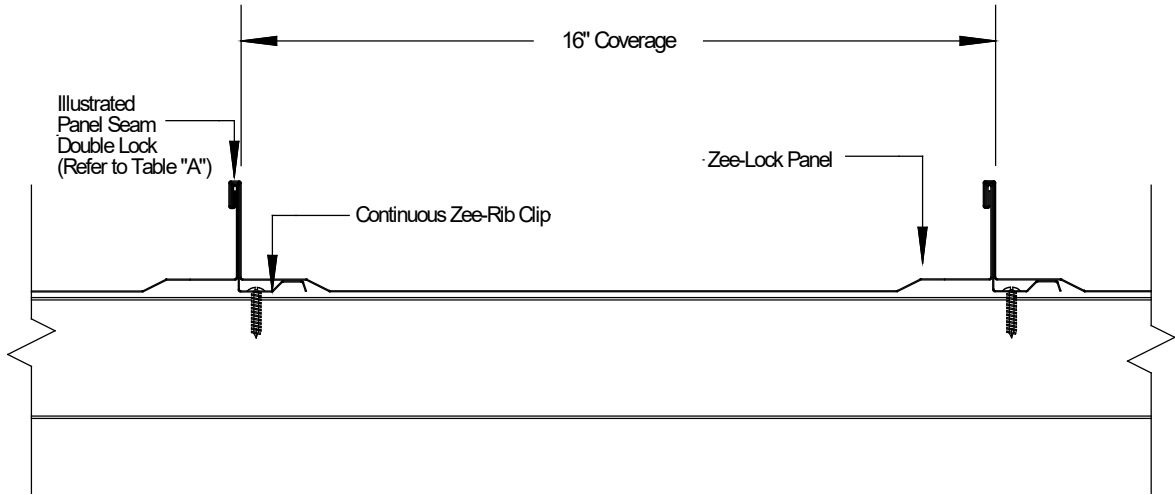 16" Coverage
Illustrated
Panel Seam
Double Lock
(Refer to Table "A")
Zee-Lock Panel
Continuous Zee-Rib Clip